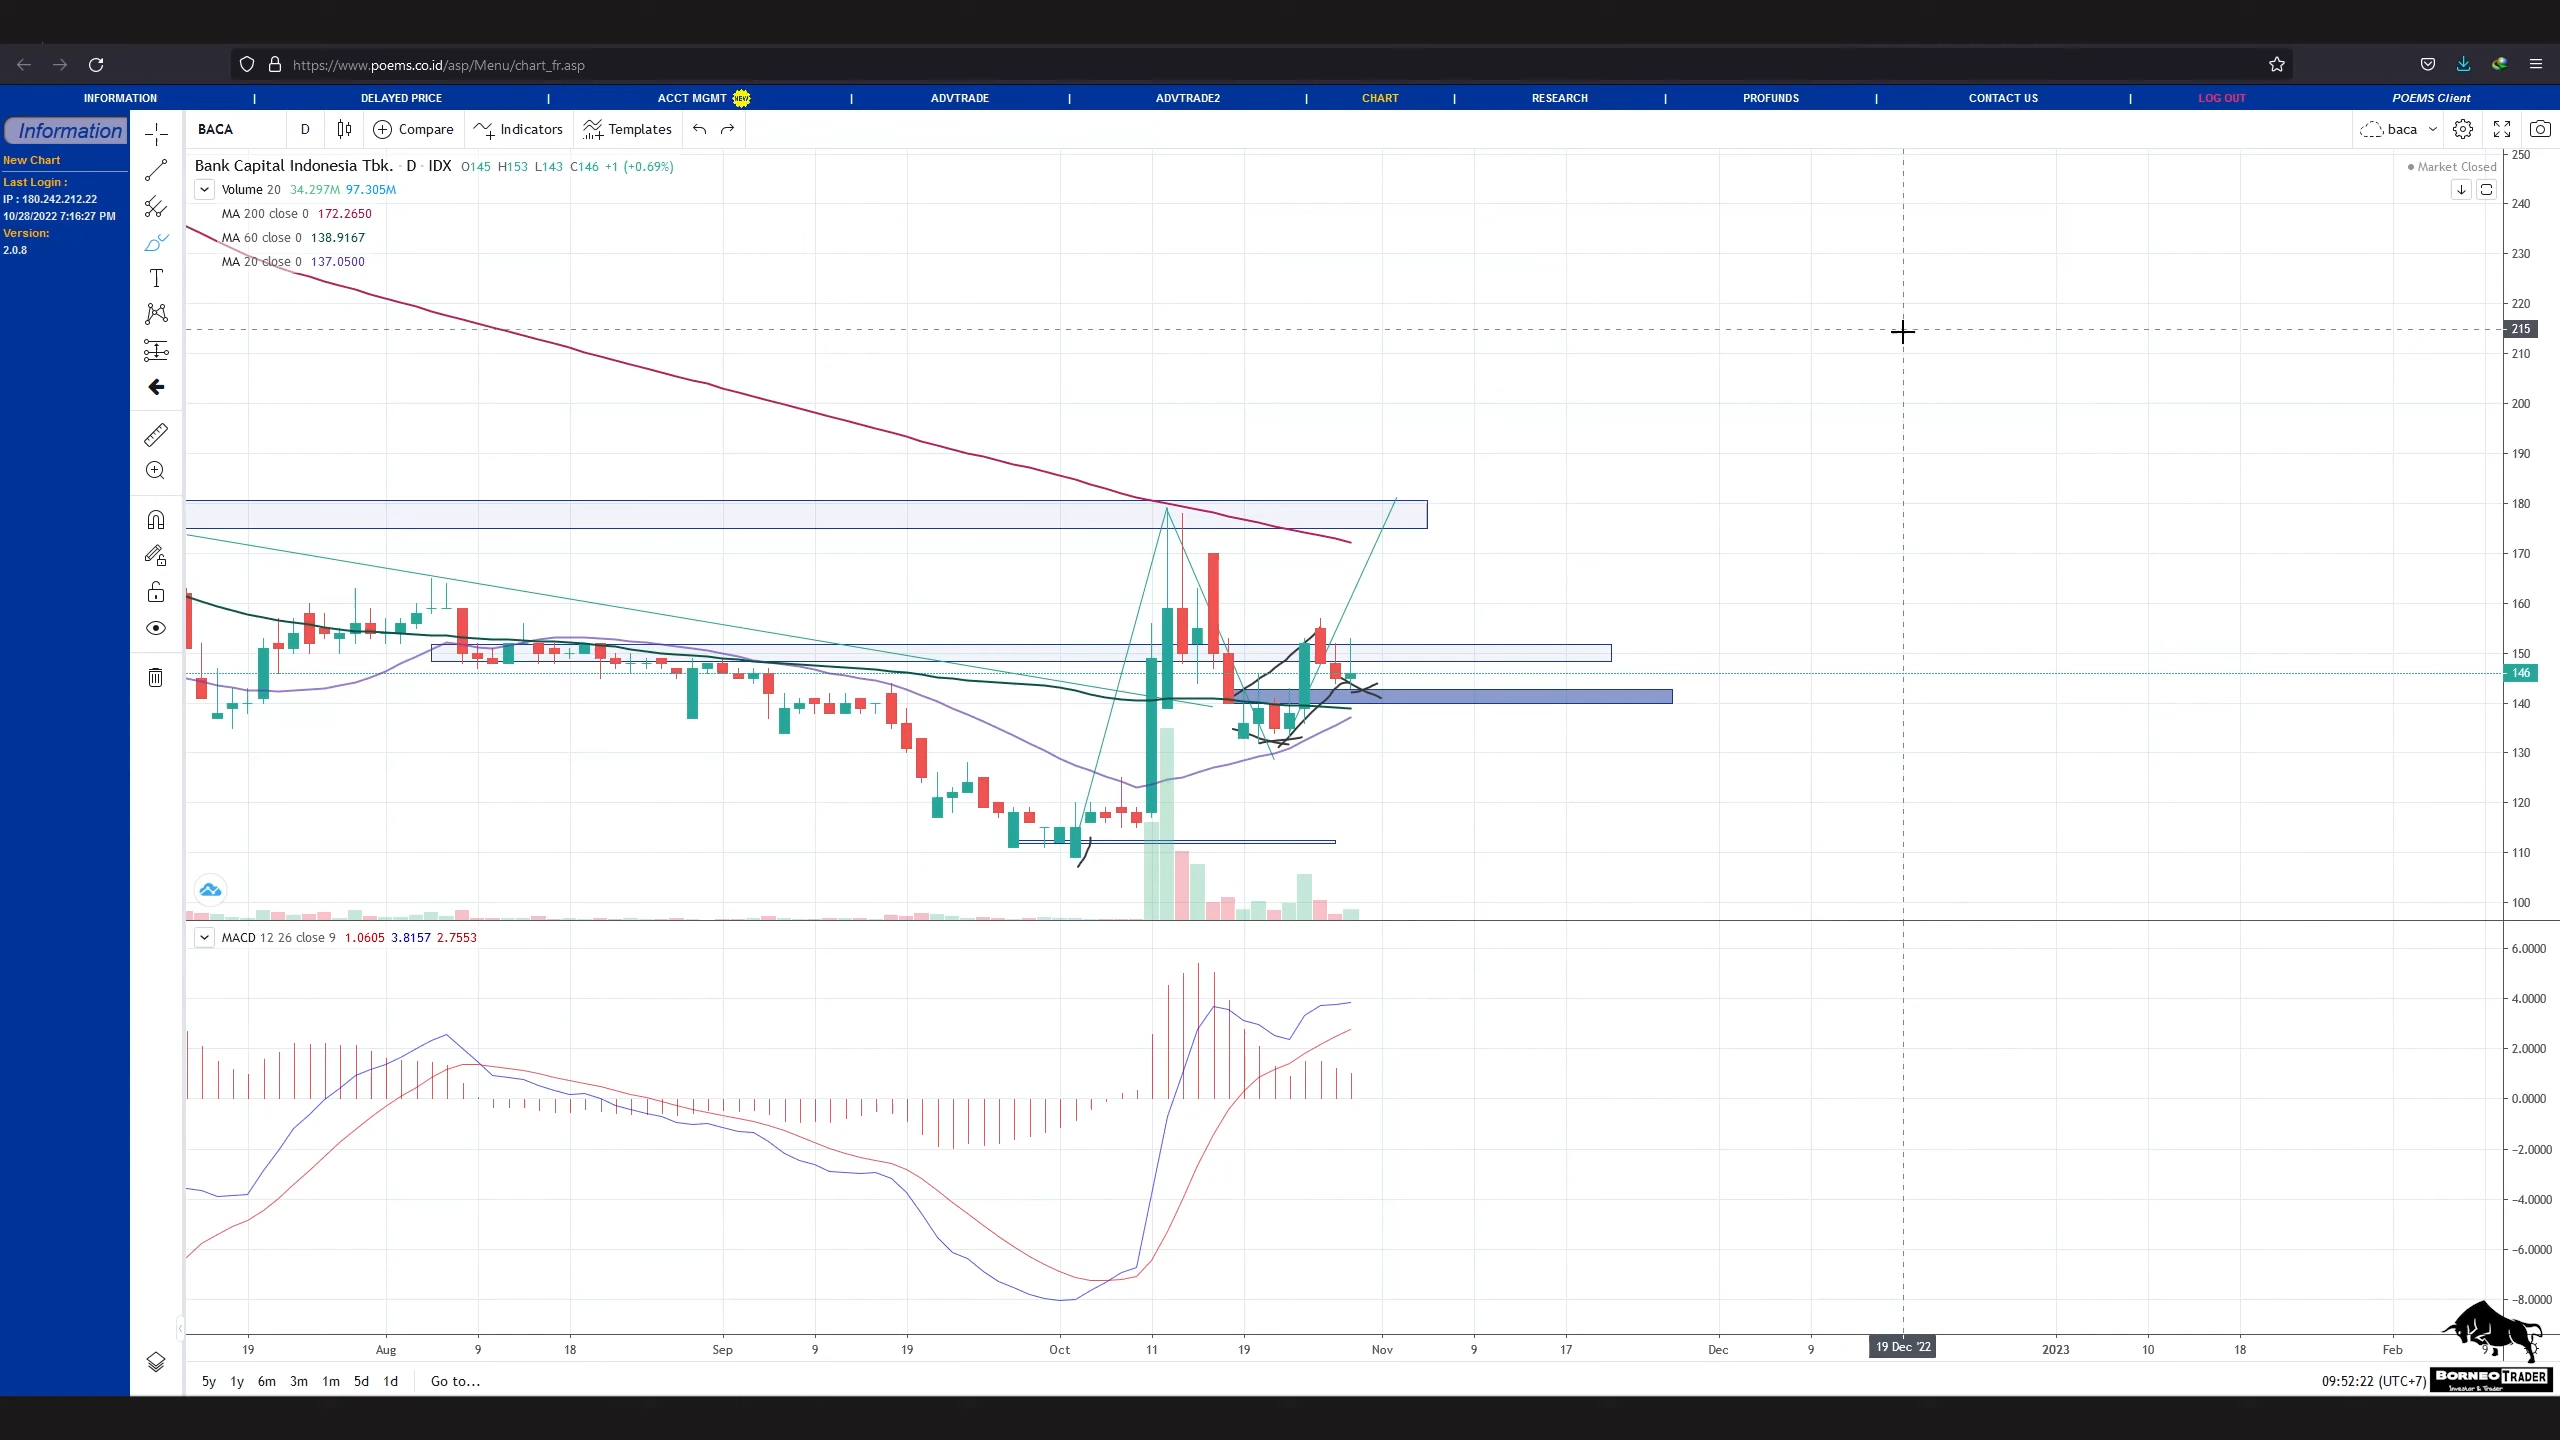 https://www.poems.co.id/asp/Menu/chart_fr.asp
INFORMATION | DELAYED PRICE | ACCT MGMT NEW | ADVTRADE | ADVTRADE2 | CHART | RESEARCH | PROFUNDS | CONTACT US | LOG OUT POEMS Client
Information
New Chart
Last Login :
IP : 180.242.212.22
10/28/2022 7:16:27 PM
Version:
2.0.8
BACA D Compare Indicators Templates baca
Bank Capital Indonesia Tbk. · D · IDX O145 H153 L143 C146 +1 (+0.69%)
Market Closed
Volume 20 34.297M 97.305M
MA 200 close 0 172.2650
MA 60 close 0 138.9167
MA 20 close 0 137.0500
250
240
230
220
215
210
200
190
180
170
160
150
146
140
130
120
110
100
MACD 12 26 close 9 1.0605 3.8157 2.7553
6.0000
4.0000
2.0000
0.0000
−2.0000
−4.0000
−6.0000
−8.0000
19 Aug 9 18 Sep 9 19 Oct 11 19 Nov 9 17 Dec 9 19 Dec '22 2023 10 18 Feb 9
5y 1y 6m 3m 1m 5d 1d Go to...
09:52:22 (UTC+7)
BORNEO TRADER
Investor & Trader